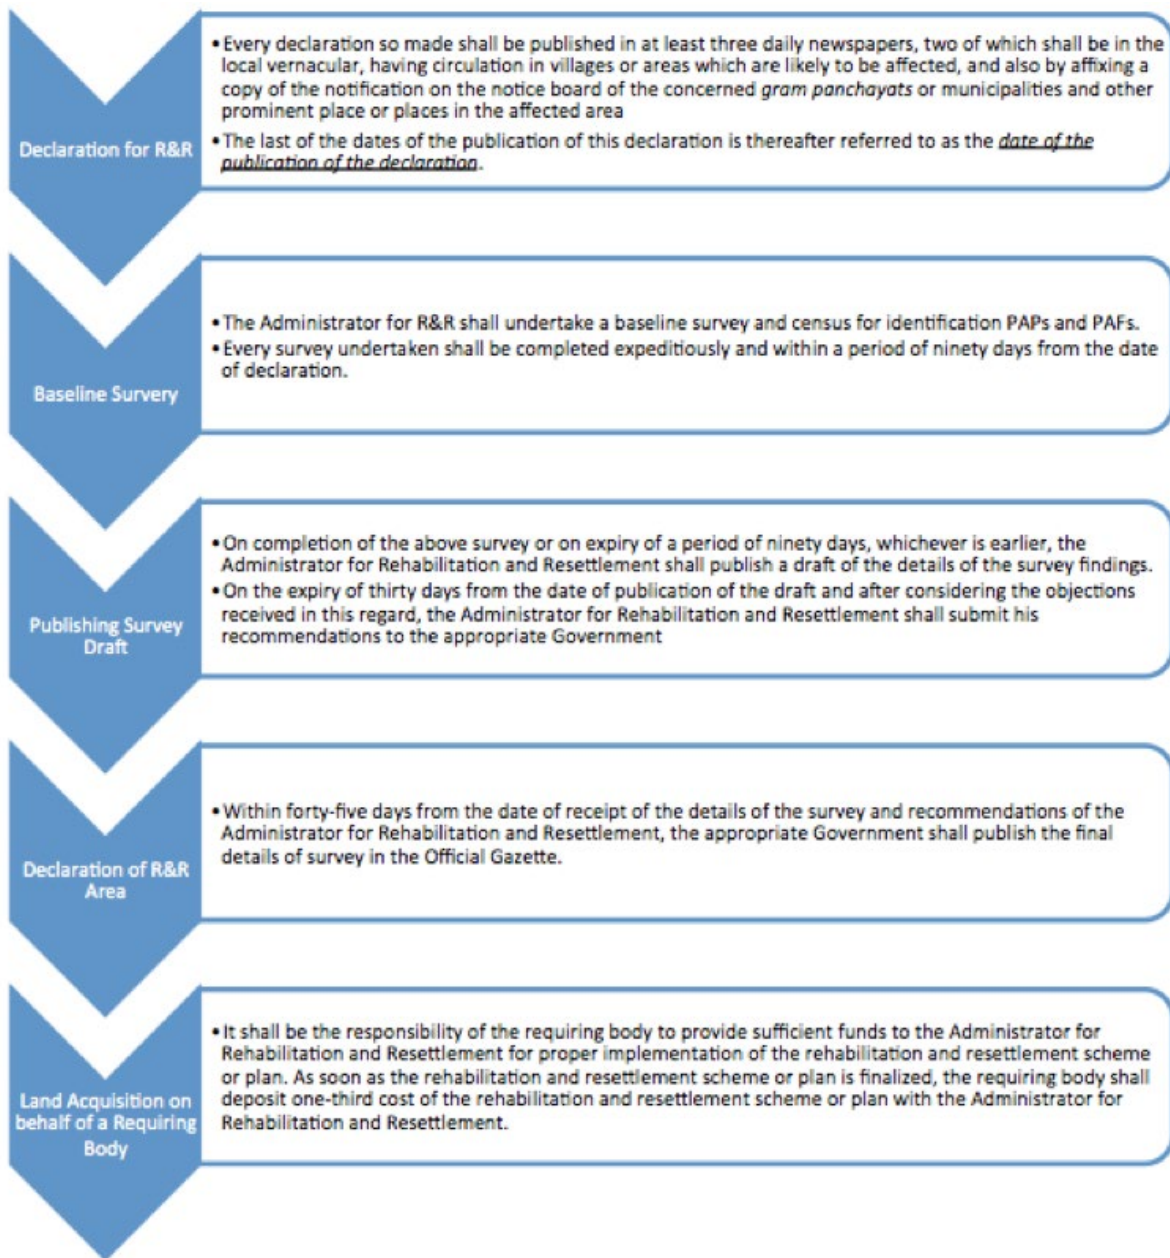 Declaration for R&R
•Every declaration so made shall be published in at least three daily newspapers, two of which shall be in the
local vernacular, having circulation in villages or areas which are likely to be affected, and also by affixing a
copy of the notification on the notice board of the concerned gram panchayats or municipalities and other
prominent place or places in the affected area
•The last of the dates of the publication of this declaration is thereafter referred to as the date of the
publication of the declaration.
Baseline Survery
•The Administrator for R&R shall undertake a baseline survey and census for identification PAPs and PAFs.
•Every survey undertaken shall be completed expeditiously and within a period of ninety days from the date
of declaration.
Publishing Survey
Draft
•On completion of the above survey or on expiry of a period of ninety days, whichever is earlier, the
Administrator for Rehabilitation and Resettlement shall publish a draft of the details of the survey findings.
•On the expiry of thirty days from the date of publication of the draft and after considering the objections
received in this regard, the Administrator for Rehabilitation and Resettlement shall submit his
recommendations to the appropriate Government
Declaration of R&R
Area
•Within forty-five days from the date of receipt of the details of the survey and recommendations of the
Administrator for Rehabilitation and Resettlement, the appropriate Government shall publish the final
details of survey in the Official Gazette.
Land Acquisition on
behalf of a Requiring
Body
•It shall be the responsibility of the requiring body to provide sufficient funds to the Administrator for
Rehabilitation and Resettlement for proper implementation of the rehabilitation and resettlement scheme
or plan. As soon as the rehabilitation and resettlement scheme or plan is finalized, the requiring body shall
deposit one-third cost of the rehabilitation and resettlement scheme or plan with the Administrator for
Rehabilitation and Resettlement.